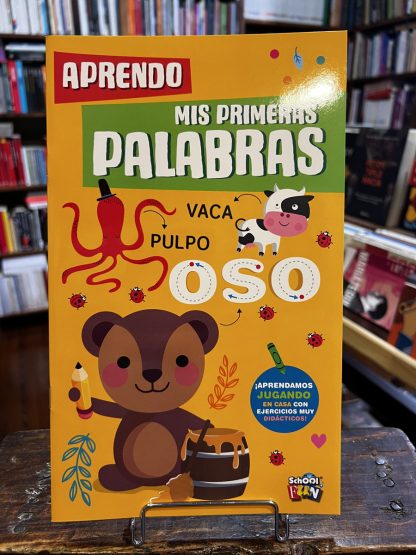 APRENDO
MIS PRIMERAS
PALABRAS
VACA
PULPO
OSO
¡APRENDAMOS
JUGANDO
EN CASA CON
EJERCICIOS MUY
DIDÁCTICOS!
SCHOOL
FUN